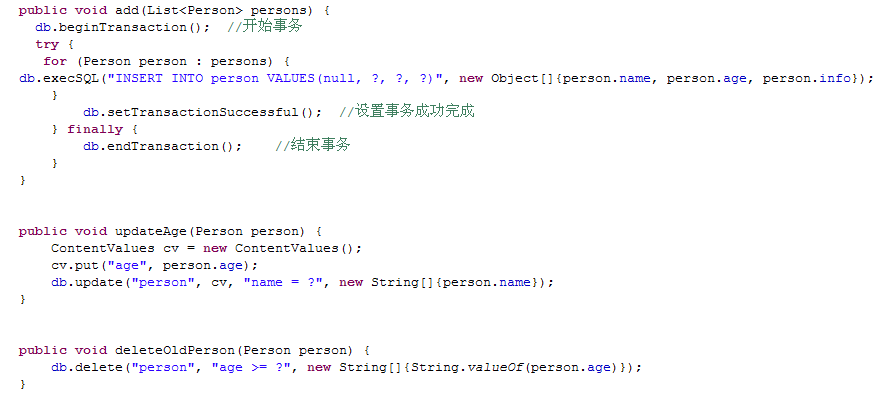 public void add(List<Person> persons) {
db.beginTransaction();  //开始事务
try {
for (Person person : persons) {
db.execSQL("INSERT INTO person VALUES(null, ?, ?, ?)", new Object[]{person.name, person.age, person.info});
}
db.setTransactionSuccessful();  //设置事务成功完成
} finally {
db.endTransaction();    //结束事务
}
}
public void updateAge(Person person) {
ContentValues cv = new ContentValues();
cv.put("age", person.age);
db.update("person", cv, "name = ?", new String[]{person.name});
}
public void deleteOldPerson(Person person) {
db.delete("person", "age >= ?", new String[]{String.valueOf(person.age)});
}